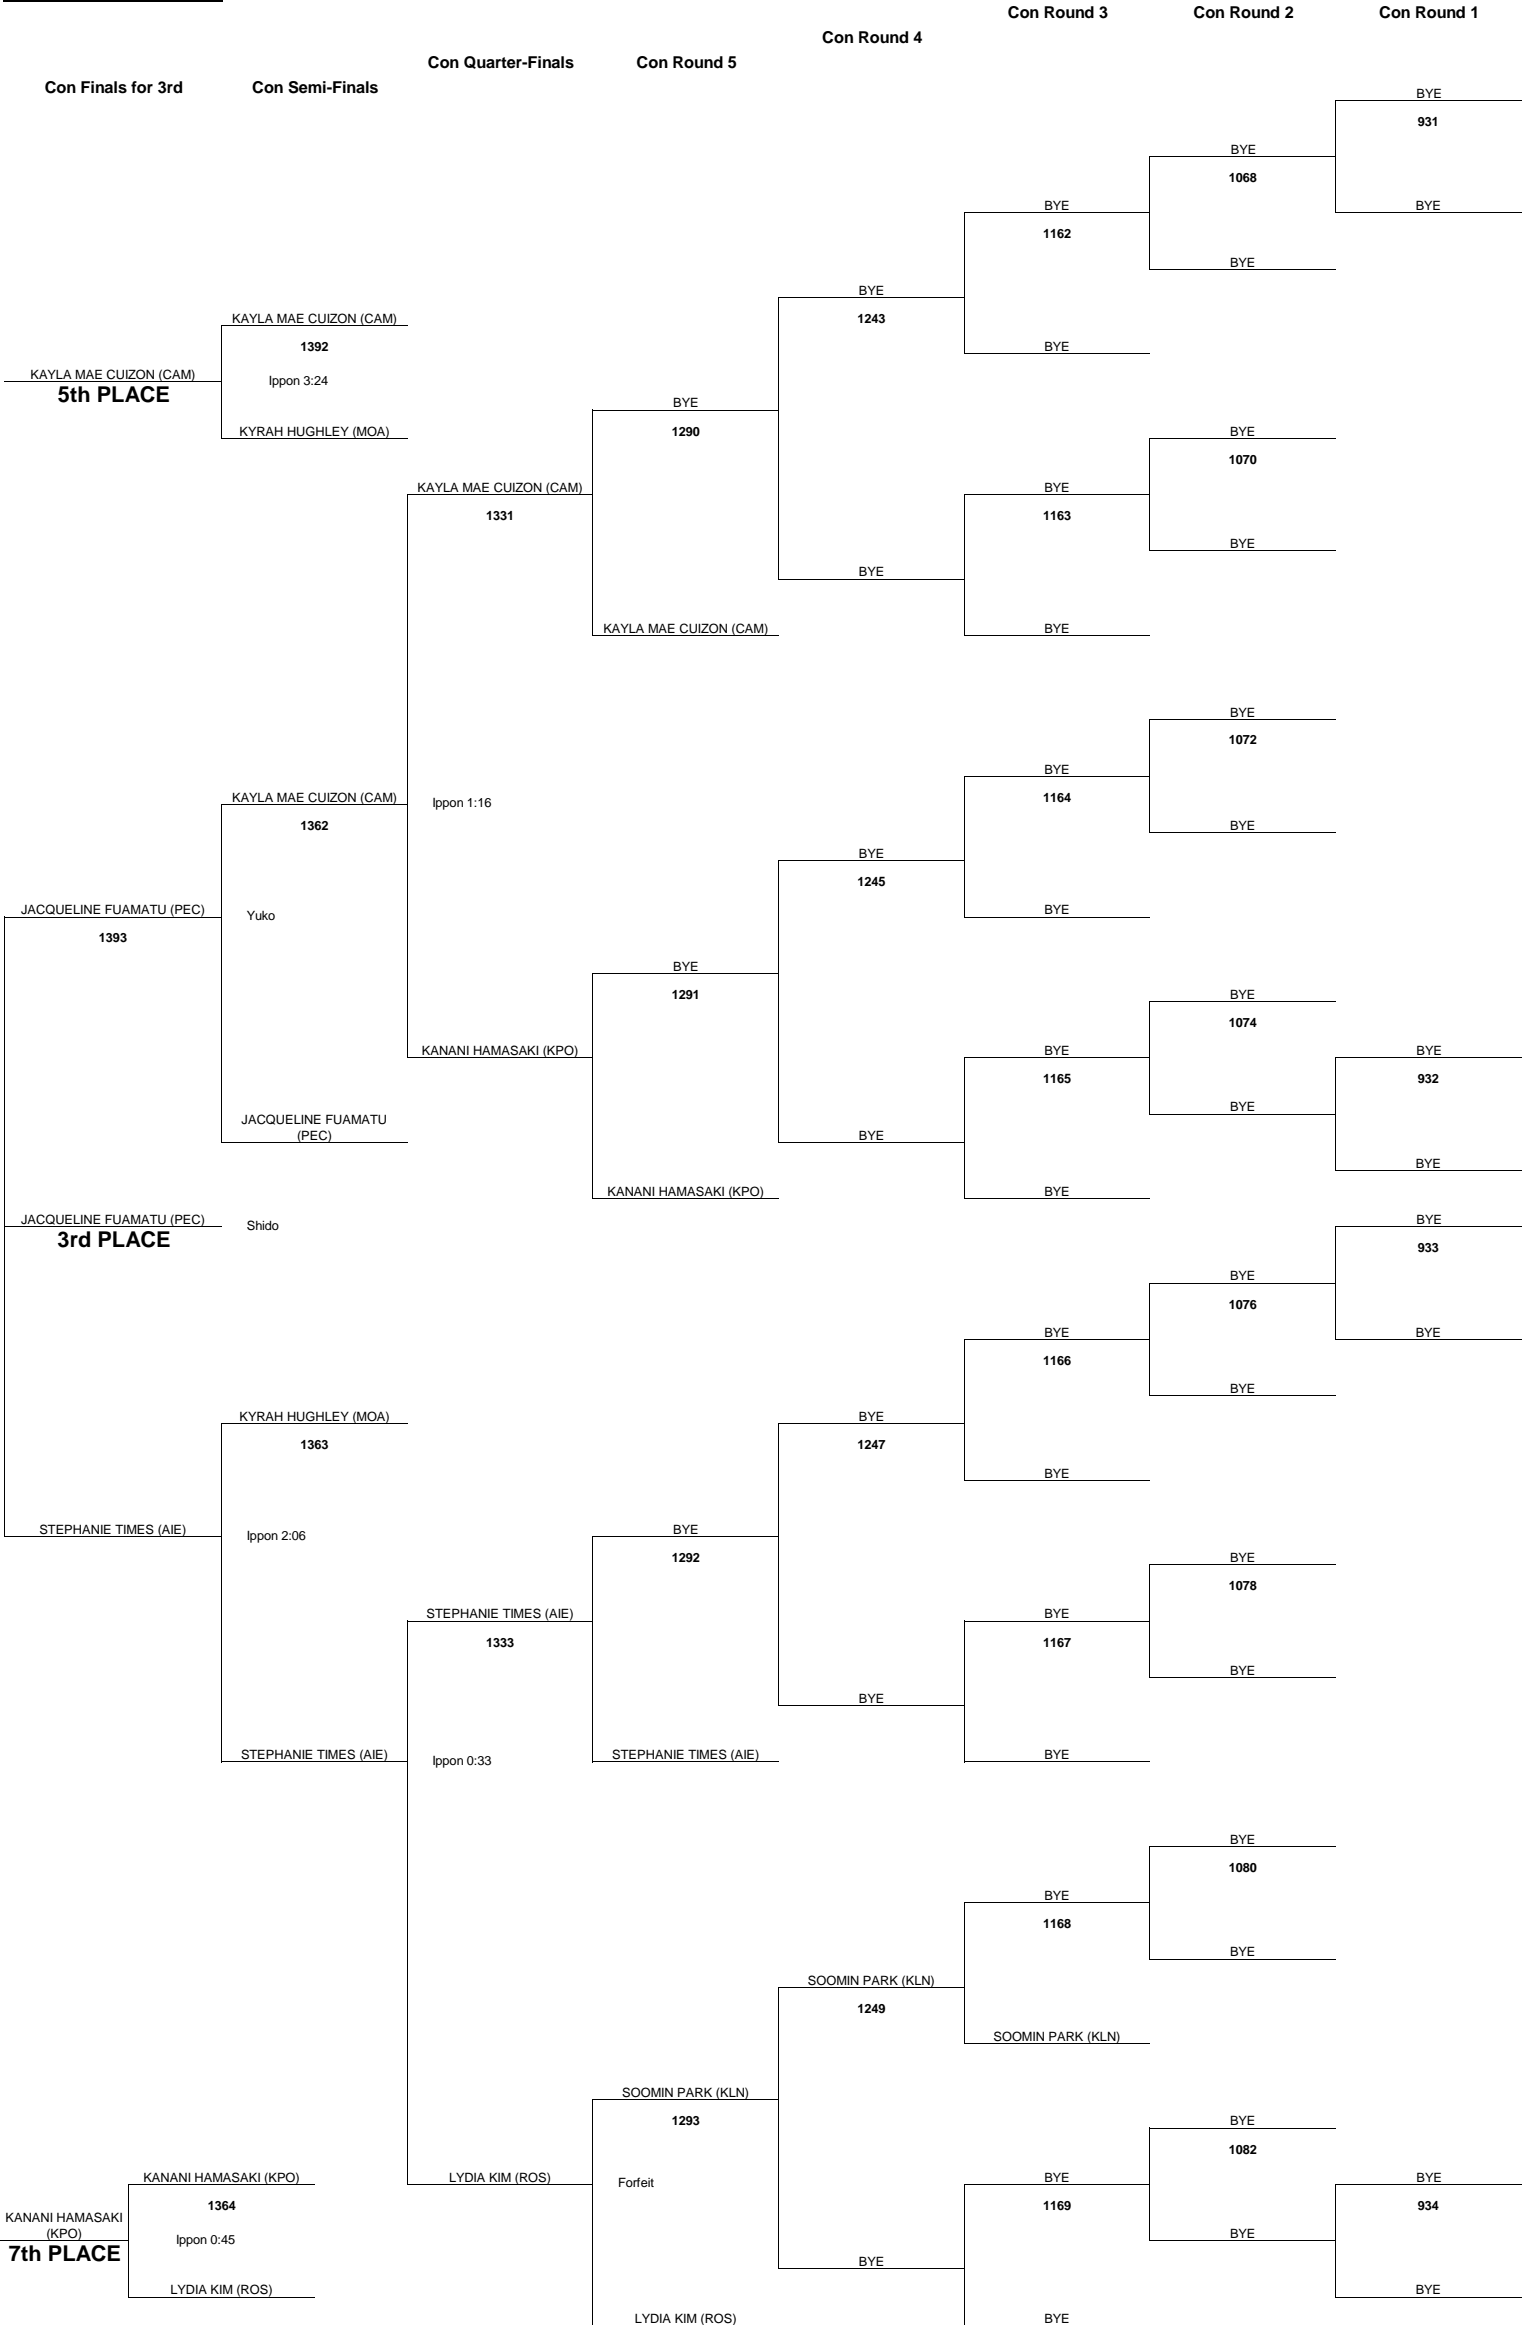 Con Round 3
Con Round 2
Con Round 1
Con Round 4
Con Quarter-Finals
Con Round 5
Con Finals for 3rd
Con Semi-Finals
BYE
931
BYE
1068
BYE
BYE
1162
BYE
BYE
1243
KAYLA MAE CUIZON (CAM)
1392
BYE
KAYLA MAE CUIZON (CAM)
Ippon 3:24
5th PLACE
BYE
1290
KYRAH HUGHLEY (MOA)
BYE
1070
KAYLA MAE CUIZON (CAM)
1331
BYE
1163
BYE
BYE
KAYLA MAE CUIZON (CAM)
BYE
BYE
1072
BYE
1164
KAYLA MAE CUIZON (CAM)
Ippon 1:16
1362
BYE
BYE
1245
JACQUELINE FUAMATU (PEC)
Yuko
BYE
1393
BYE
1291
BYE
1074
KANANI HAMASAKI (KPO)
BYE
BYE
1165
932
BYE
JACQUELINE FUAMATU
(PEC)
BYE
BYE
KANANI HAMASAKI (KPO)
BYE
JACQUELINE FUAMATU (PEC)
Shido
BYE
3rd PLACE
933
BYE
1076
BYE
BYE
1166
BYE
KYRAH HUGHLEY (MOA)
BYE
1363
1247
BYE
STEPHANIE TIMES (AIE)
Ippon 2:06
BYE
1292
BYE
1078
STEPHANIE TIMES (AIE)
BYE
1333
1167
BYE
BYE
STEPHANIE TIMES (AIE)
Ippon 0:33
STEPHANIE TIMES (AIE)
BYE
BYE
1080
BYE
1168
BYE
SOOMIN PARK (KLN)
1249
SOOMIN PARK (KLN)
SOOMIN PARK (KLN)
1293
BYE
1082
KANANI HAMASAKI (KPO)
LYDIA KIM (ROS)
Forfeit
BYE
BYE
1364
1169
934
KANANI HAMASAKI
(KPO)
Ippon 0:45
BYE
7th PLACE
BYE
LYDIA KIM (ROS)
BYE
LYDIA KIM (ROS)
BYE